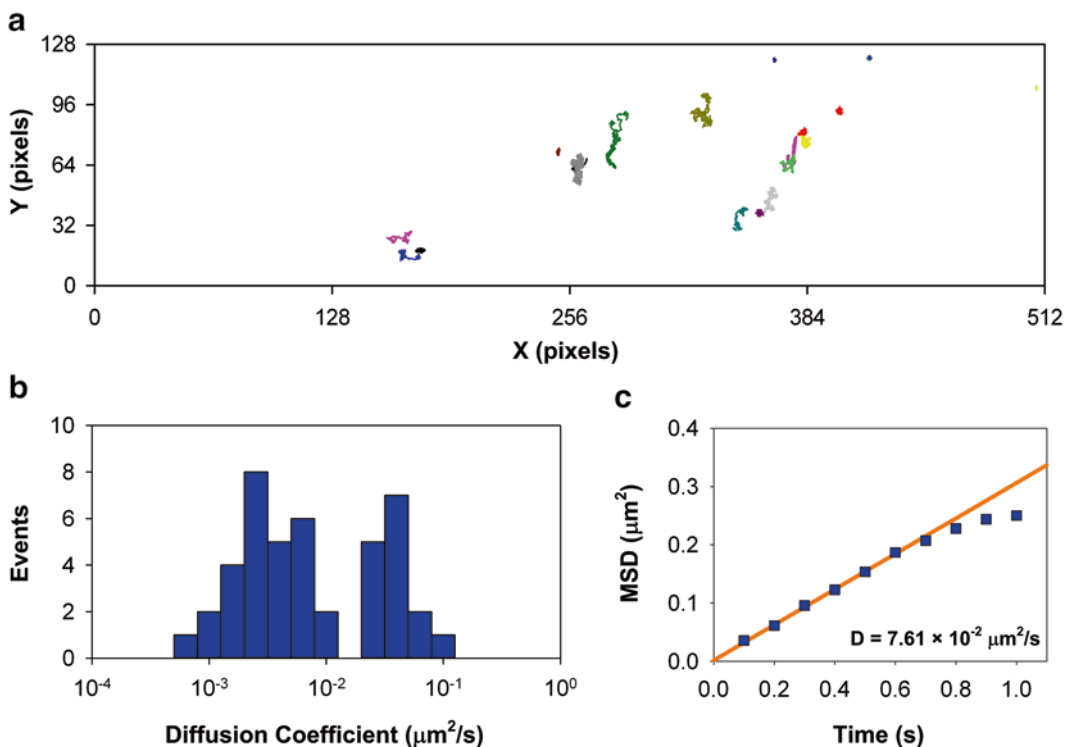 a
128
96
64
32
0
Y (pixels)
0 128 256 384 512
X (pixels)
b
10
8
6
4
2
0
Events
10⁻⁴ 10⁻³ 10⁻² 10⁻¹ 10⁰
Diffusion Coefficient (μm²/s)
c
0.4
0.3
0.2
0.1
0.0
MSD (μm²)
D = 7.61 × 10⁻² μm²/s
0.0 0.2 0.4 0.6 0.8 1.0
Time (s)